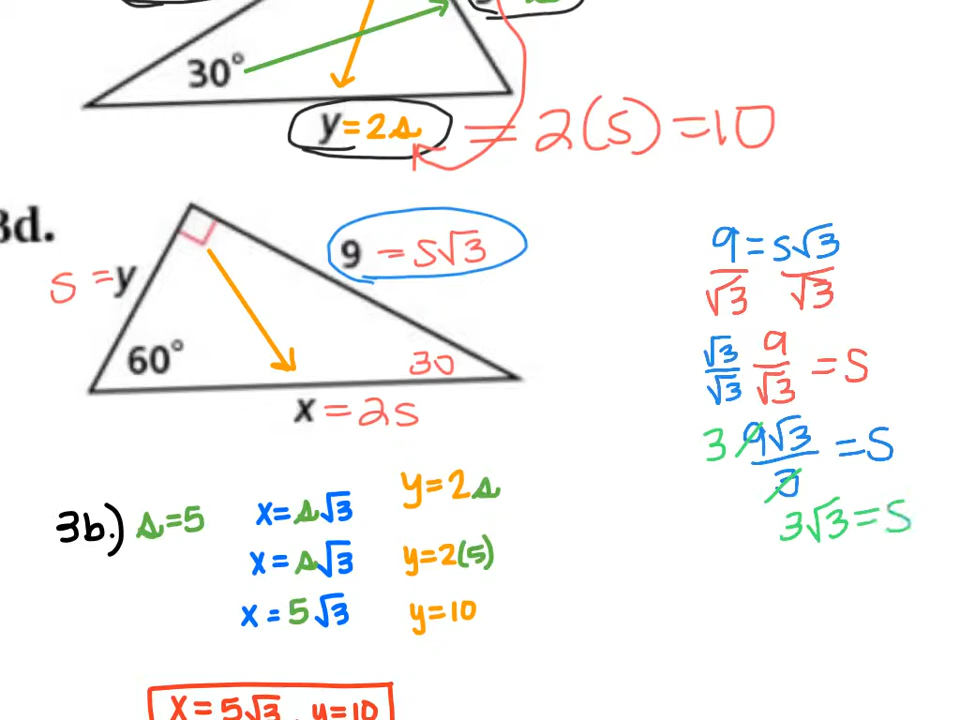 30°
y = 2s = 2(5) = 10
3d.
9 = s√3
s = y
60°
30
x = 2s
9 = s√3
√3 √3
√3/√3 9/√3 = s
3 9√3/3 = s
3√3 = s
3b.) s = 5
x = s√3
y = 2s
x = s√3
y = 2(5)
x = 5√3
y = 10
x = 5√3, y = 10